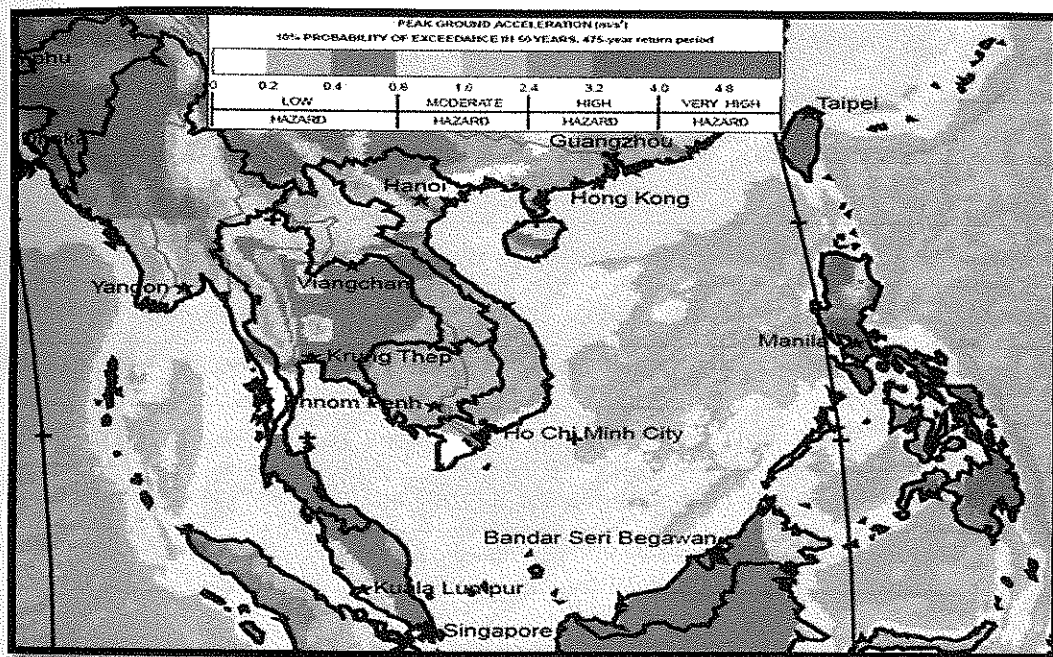 PEAK GROUND ACCELERATION (m/s²)
10% PROBABILITY OF EXCEEDANCE IN 50 YEARS, 475-year return period
0 0.2 0.4 0.8 1.6 2.4 3.2 4.0 4.8
LOW MODERATE HIGH VERY HIGH
HAZARD HAZARD HAZARD HAZARD
Taipei
Guangzhou
Hanoi
Hong Kong
Viangchan
Yangon
Manila
Krung Thep
Ho Chi Minh City
Bandar Seri Begawan
Kuala Lumpur
Singapore